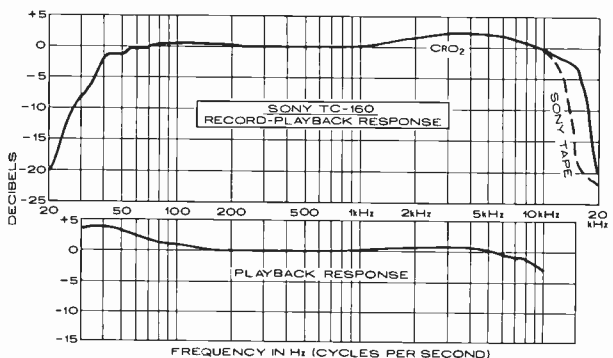 +5
0
-5
-10
-15
-20
-25
DECIBELS
CRO₂
SONY TC-160
RECORD-PLAYBACK RESPONSE
SONY TAPE
20 50 100 200 500 1kHz 2kHz 5kHz 10kHz 20 kHz
+5
0
-5
-10
-15
PLAYBACK RESPONSE
FREQUENCY IN Hz (CYCLES PER SECOND)